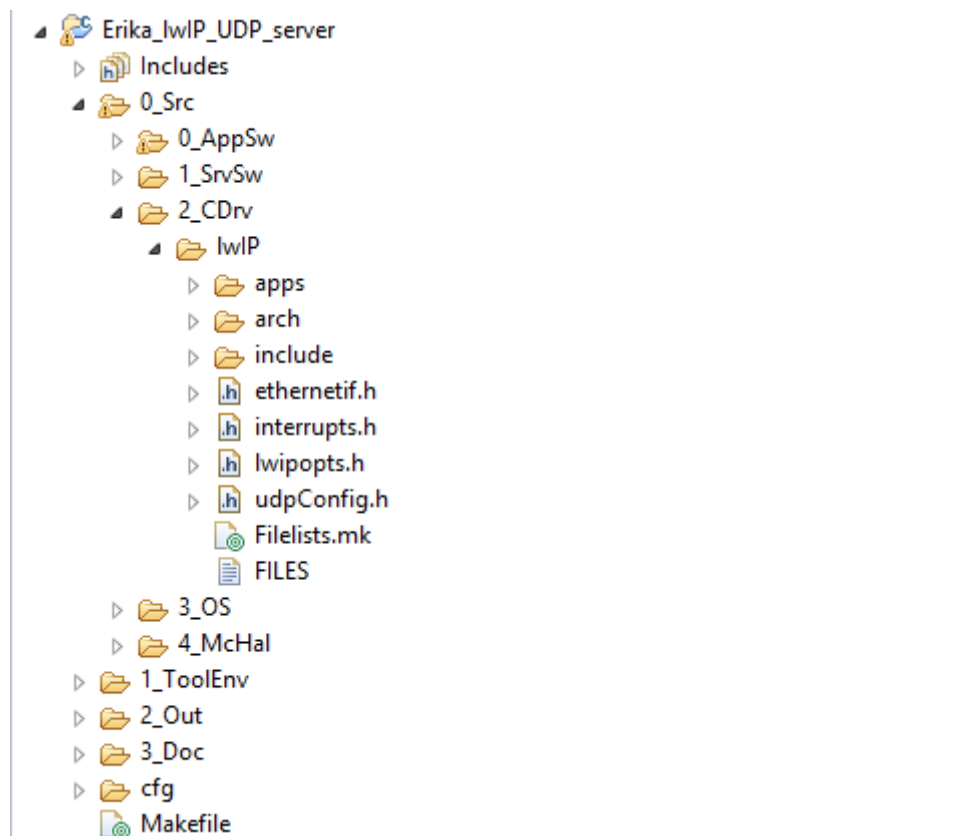 Erika_lwIP_UDP_server
Includes
0_Src
0_AppSw
1_SrvSw
2_CDrv
lwIP
apps
arch
include
.h ethernetif.h
.h interrupts.h
.h lwipopts.h
.h udpConfig.h
Filelists.mk
FILES
3_OS
4_McHal
1_ToolEnv
2_Out
3_Doc
cfg
Makefile